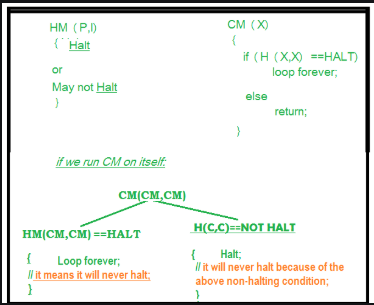 HM (P,I)
{ Halt
or
May not Halt
}
CM (X)
{
if ( H (X,X) ==HALT)
loop forever;
else
return;
}
if we run CM on itself:
CM(CM,CM)
HM(CM,CM) ==HALT
{ Loop forever;
// it means it will never halt;
}
H(C,C)==NOT HALT
{ Halt;
// it will never halt because of the
above non-halting condition;
}